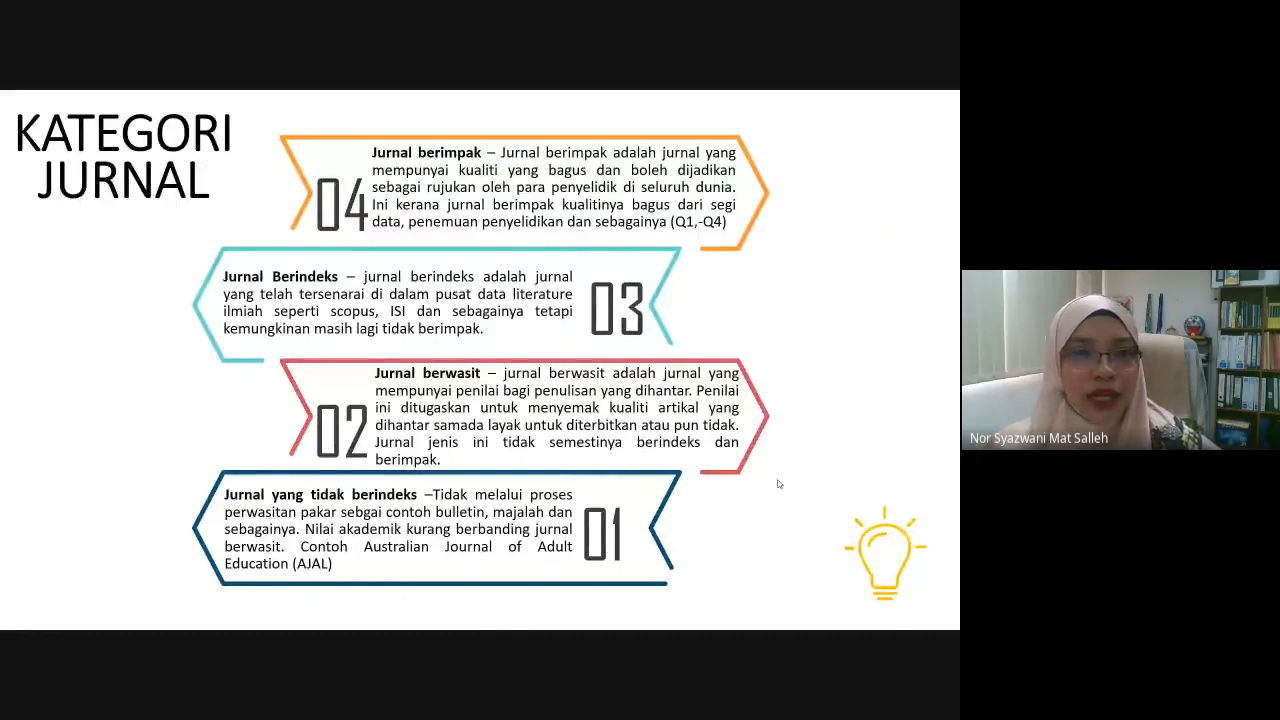 KATEGORI
JURNAL
04
Jurnal berimpak – Jurnal berimpak adalah jurnal yang
mempunyai kualiti yang bagus dan boleh dijadikan
sebagai rujukan oleh para penyelidik di seluruh dunia.
Ini kerana jurnal berimpak kualitinya bagus dari segi
data, penemuan penyelidikan dan sebagainya (Q1,-Q4)
Jurnal Berindeks – jurnal berindeks adalah jurnal
yang telah tersenarai di dalam pusat data literature
ilmiah seperti scopus, ISI dan sebagainya tetapi
kemungkinan masih lagi tidak berimpak.
03
02
Jurnal berwasit – jurnal berwasit adalah jurnal yang
mempunyai penilai bagi penulisan yang dihantar. Penilai
ini ditugaskan untuk menyemak kualiti artikal yang
dihantar samada layak untuk diterbitkan atau pun tidak.
Jurnal jenis ini tidak semestinya berindeks dan
berimpak.
Jurnal yang tidak berindeks –Tidak melalui proses
perwasitan pakar sebgai contoh bulletin, majalah dan
sebagainya. Nilai akademik kurang berbanding jurnal
berwasit. Contoh Australian Journal of Adult
Education (AJAL)
01
Nor Syazwani Mat Salleh